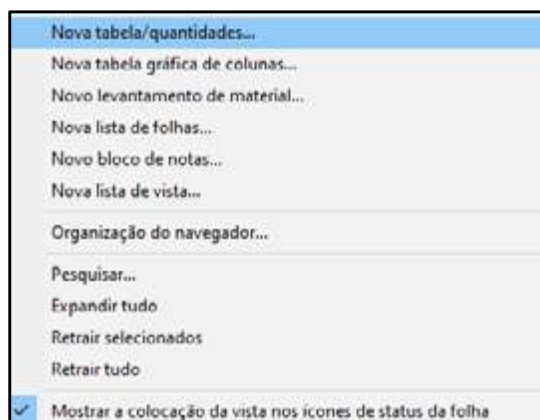 Nova tabela/quantidades...
Nova tabela gráfica de colunas...
Novo levantamento de material...
Nova lista de folhas...
Novo bloco de notas...
Nova lista de vista...
Organização do navegador...
Pesquisar...
Expandir tudo
Retrair selecionados
Retrair tudo
Mostrar a colocação da vista nos ícones de status da folha